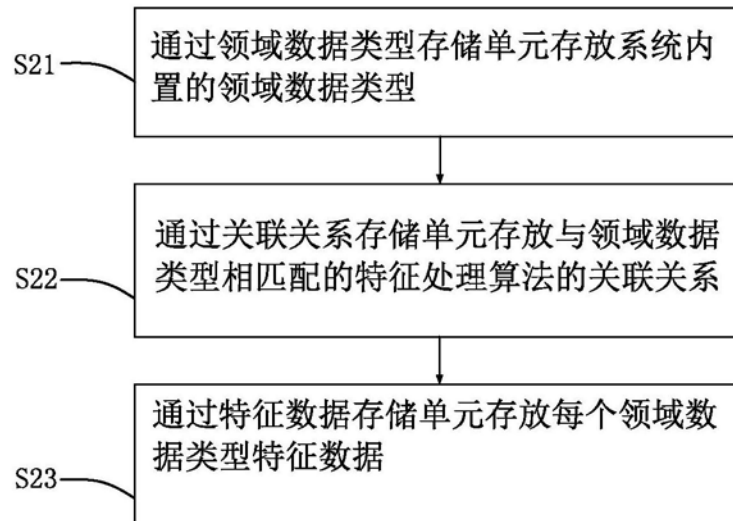 S21
通过领域数据类型存储单元存放系统内
置的领域数据类型
S22
通过关联关系存储单元存放与领域数据
类型相匹配的特征处理算法的关联关系
S23
通过特征数据存储单元存放每个领域数
据类型特征数据